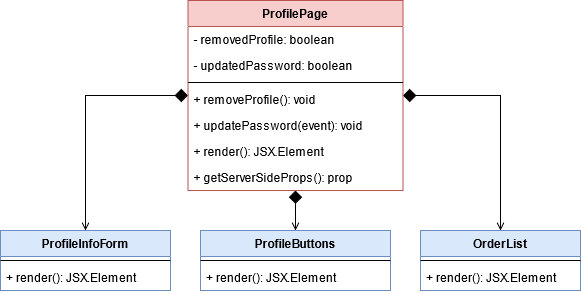 ProfilePage
- removedProfile: boolean
- updatedPassword: boolean
+ removeProfile(): void
+ updatePassword(event): void
+ render(): JSX.Element
+ getServerSideProps(): prop
ProfileInfoForm
+ render(): JSX.Element
ProfileButtons
+ render(): JSX.Element
OrderList
+ render(): JSX.Element